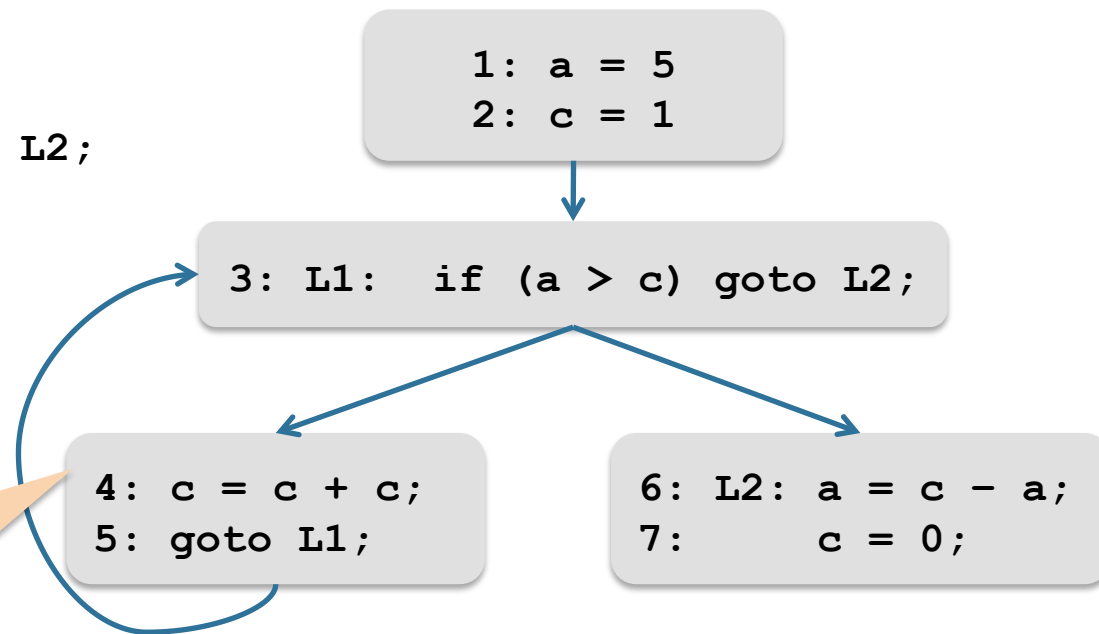 1: a = 5
2: c = 1
L2;
3: L1: if (a > c) goto L2;
4: c = c + c;
5: goto L1;
6: L2: a = c - a;
7: c = 0;